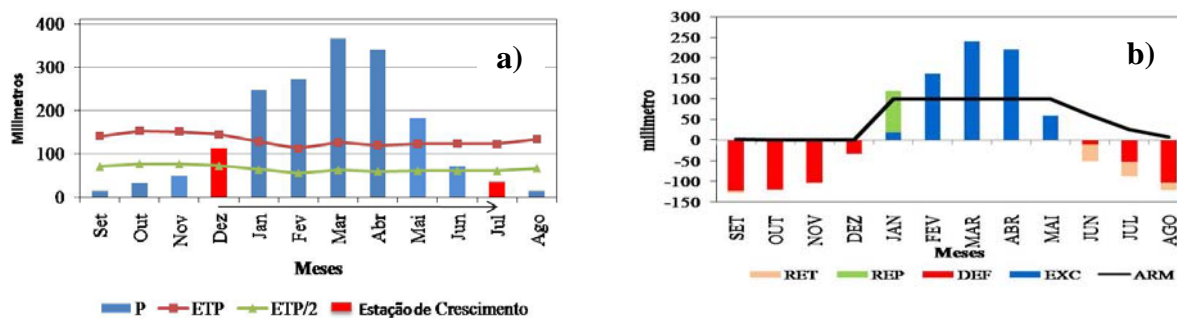 a)
Milimetros
400
300
200
100
0
Set Out Nov Dez Jan Fev Mar Abr Mai Jun Jul Ago
Meses
P ETP ETP/2 Estação de Crescimento
b)
milimetro
300
250
200
150
100
50
0
-50
-100
-150
SET OUT NOV DEZ JAN FEV MAR ABR MAI JUN JUL AGO
Meses
RET REP DEF EXC ARM